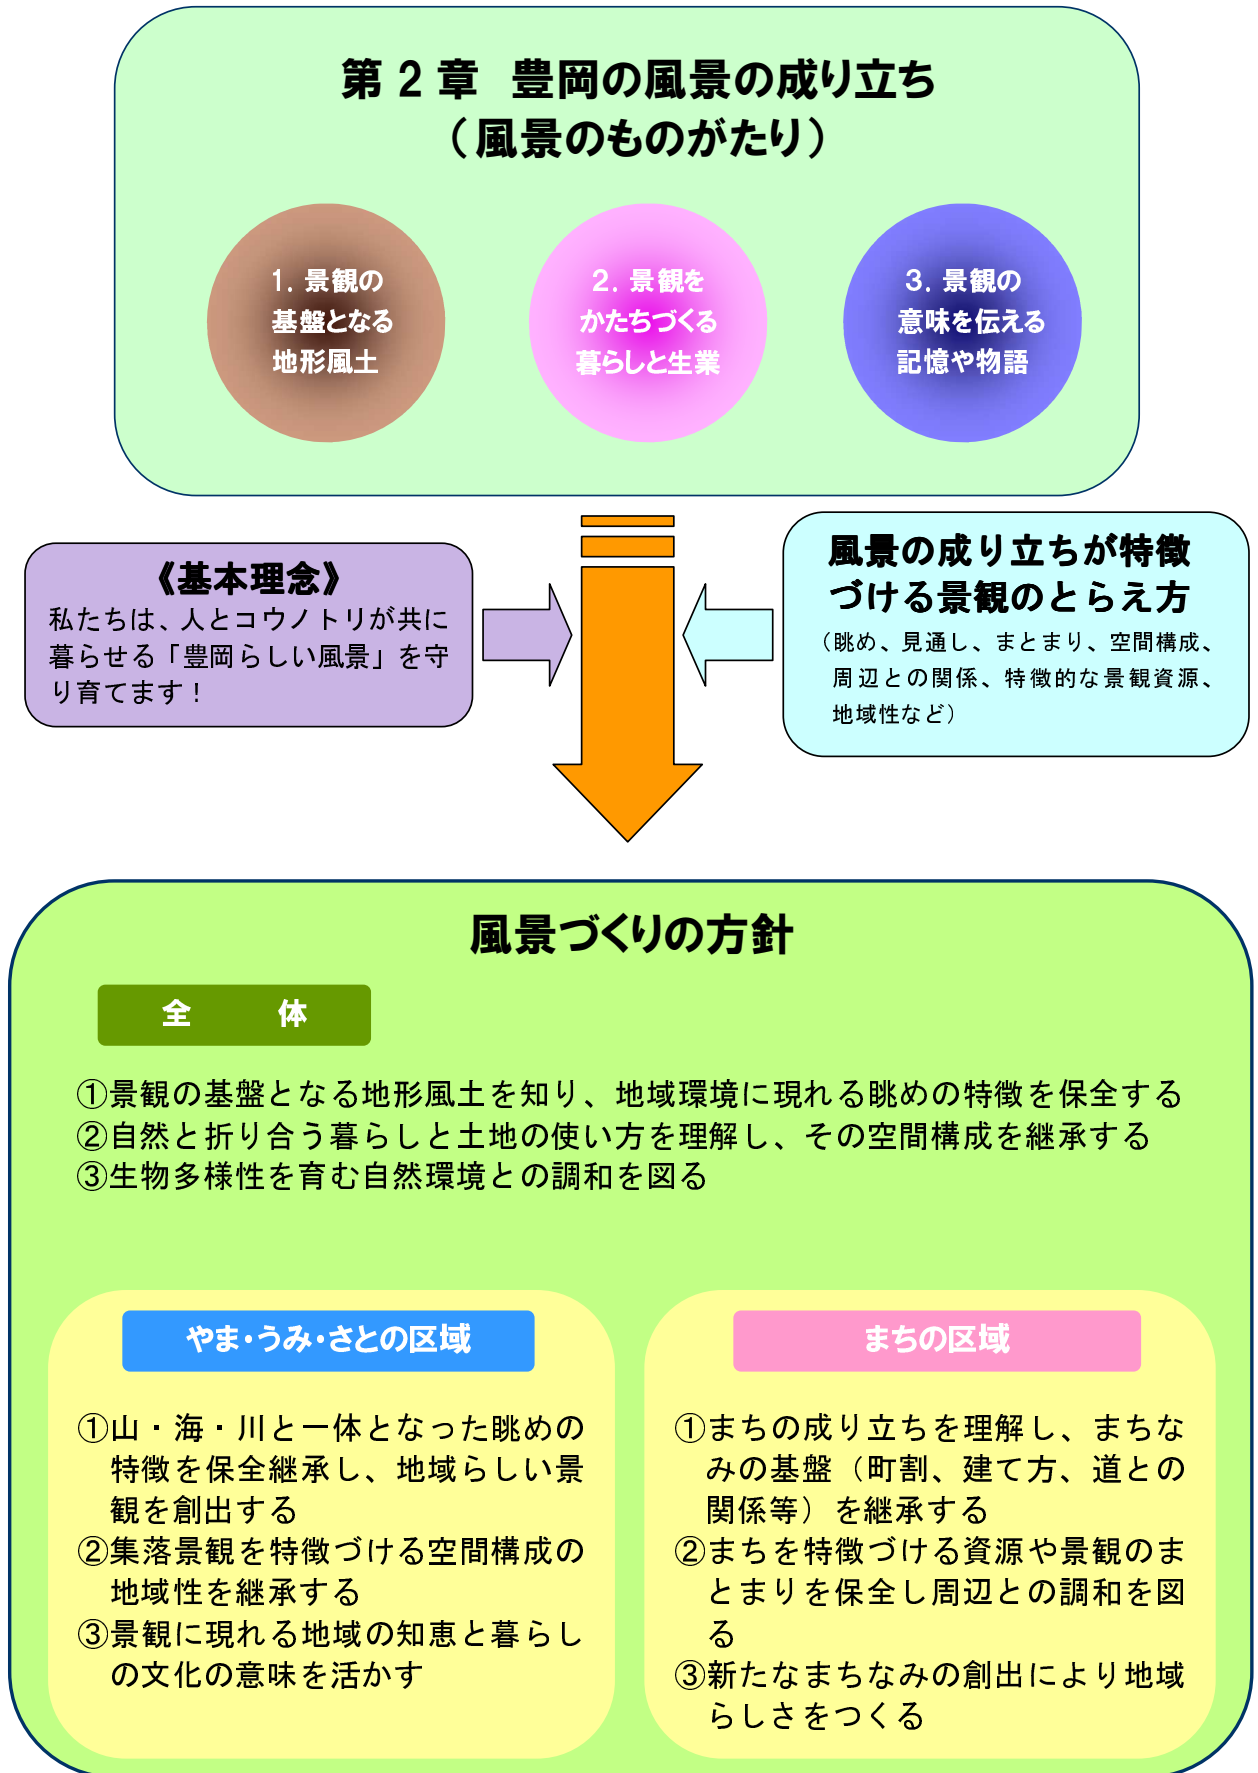 第 2 章　豊岡の風景の成り立ち
（風景のものがたり）
1. 景観の
基盤となる
地形風土
2. 景観を
かたちづくる
暮らしと生業
3. 景観の
意味を伝える
記憶や物語
《基本理念》
私たちは、人とコウノトリが共に
暮らせる「豊岡らしい風景」を守
り育てます！
風景の成り立ちが特徴
づける景観のとらえ方
（眺め、見通し、まとまり、空間構成、
周辺との関係、特徴的な景観資源、
地域性など）
風景づくりの方針
全　　体
①景観の基盤となる地形風土を知り、地域環境に現れる眺めの特徴を保全する
②自然と折り合う暮らしと土地の使い方を理解し、その空間構成を継承する
③生物多様性を育む自然環境との調和を図る
やま・うみ・さとの区域
①山・海・川と一体となった眺めの
特徴を保全継承し、地域らしい景
観を創出する
②集落景観を特徴づける空間構成の
地域性を継承する
③景観に現れる地域の知恵と暮らし
の文化の意味を活かす
まちの区域
①まちの成り立ちを理解し、まちな
みの基盤（町割、建て方、道との
関係等）を継承する
②まちを特徴づける資源や景観のま
とまりを保全し周辺との調和を図
る
③新たなまちなみの創出により地域
らしさをつくる